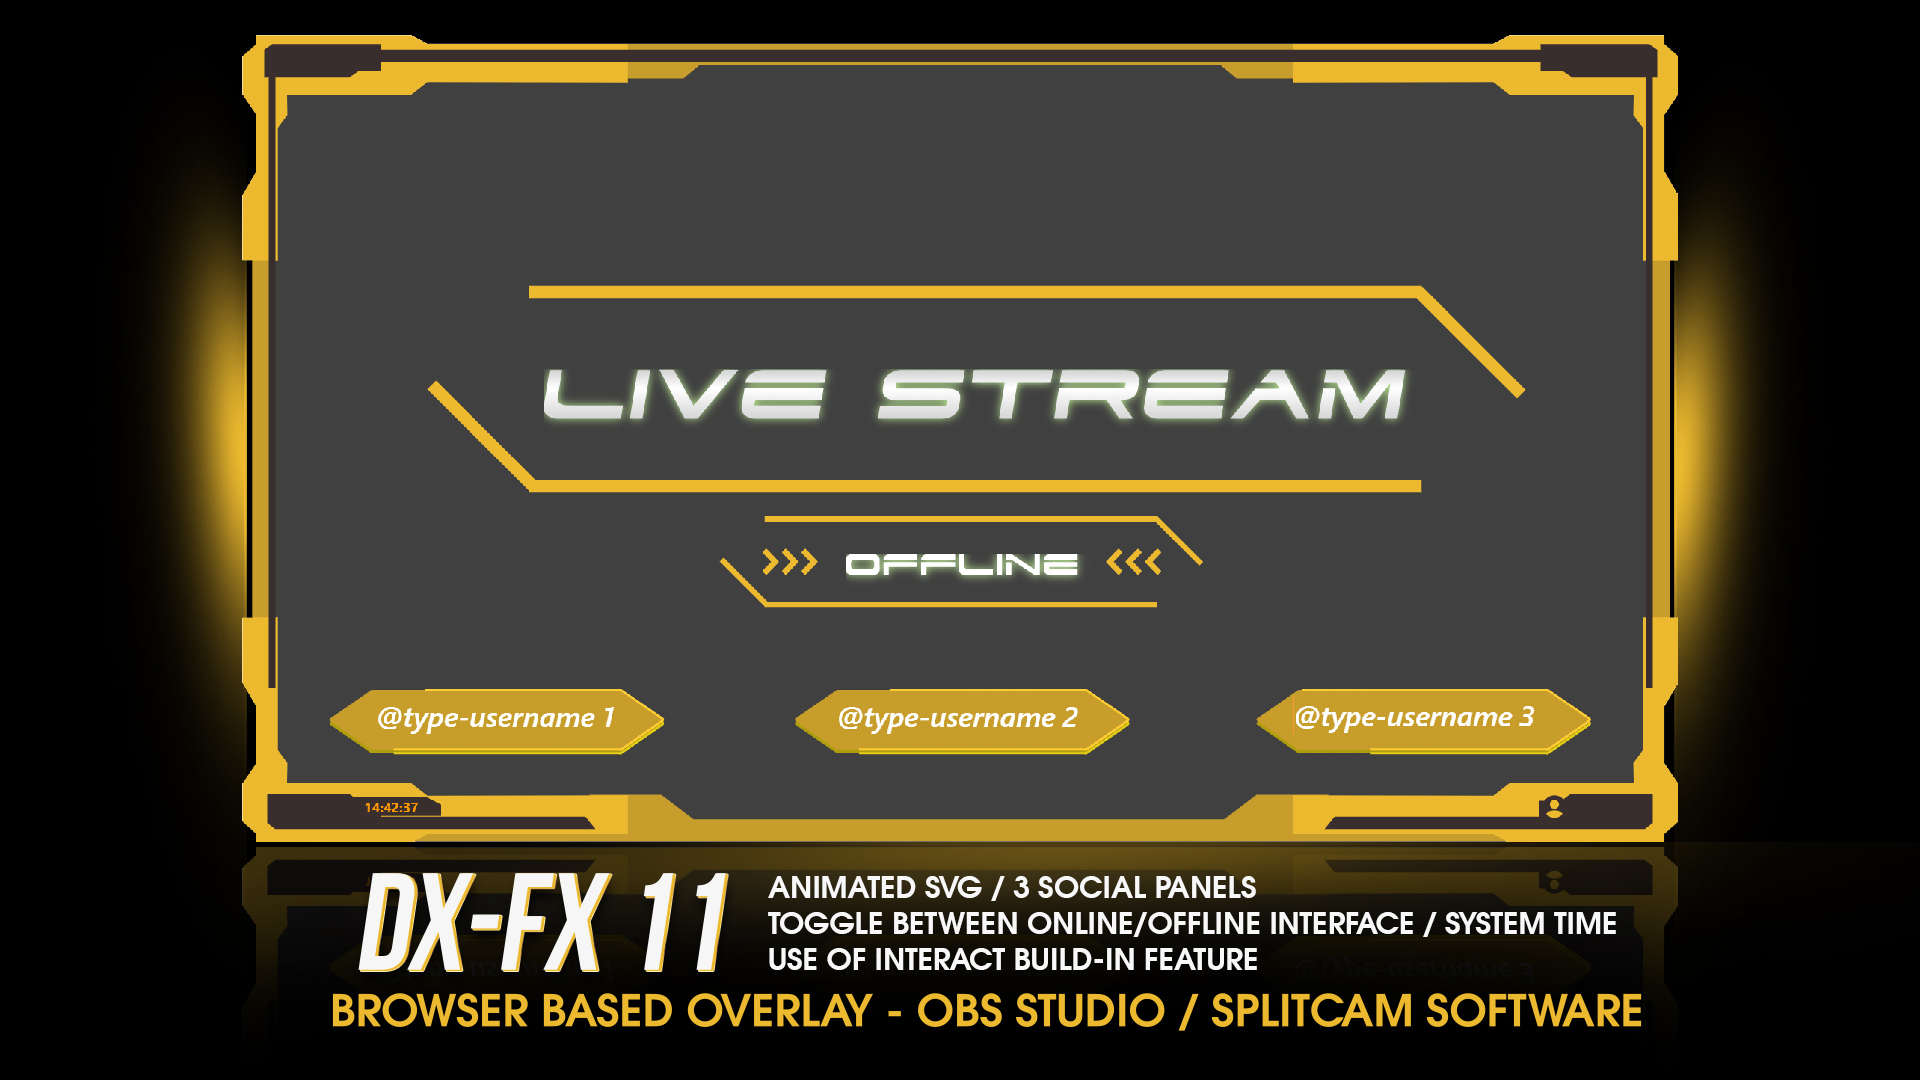 LIVE STREAM
OFFLINE
@type-username 1
@type-username 2
@type-username 3
14:42:37
DX-FX 11
ANIMATED SVG / 3 SOCIAL PANELS
TOGGLE BETWEEN ONLINE/OFFLINE INTERFACE / SYSTEM TIME
USE OF INTERACT BUILD-IN FEATURE
BROWSER BASED OVERLAY - OBS STUDIO / SPLITCAM SOFTWARE